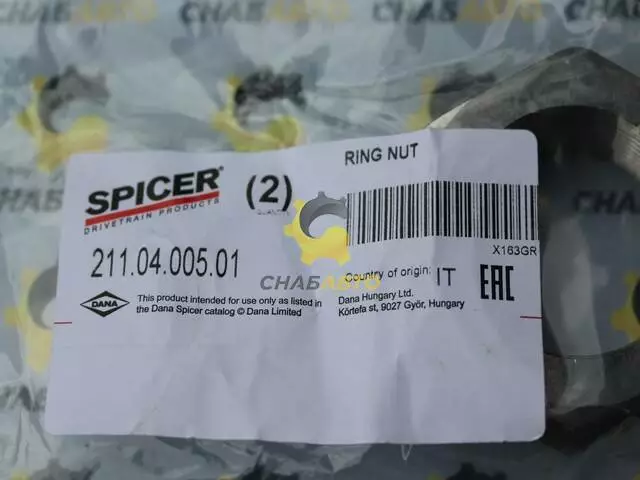 СНАБАВТО
СНАБАВТО
SPICER®
DRIVETRAIN PRODUCTS
(2)
RING NUT
X163GR
211.04.005.01
СНАБАВТО
Country of origin: IT
EAC
DANA
This product intended for use only as listed in
the Dana Spicer catalog © Dana Limited
Dana Hungary Ltd.
Körtefa st, 9027 Győr, Hungary